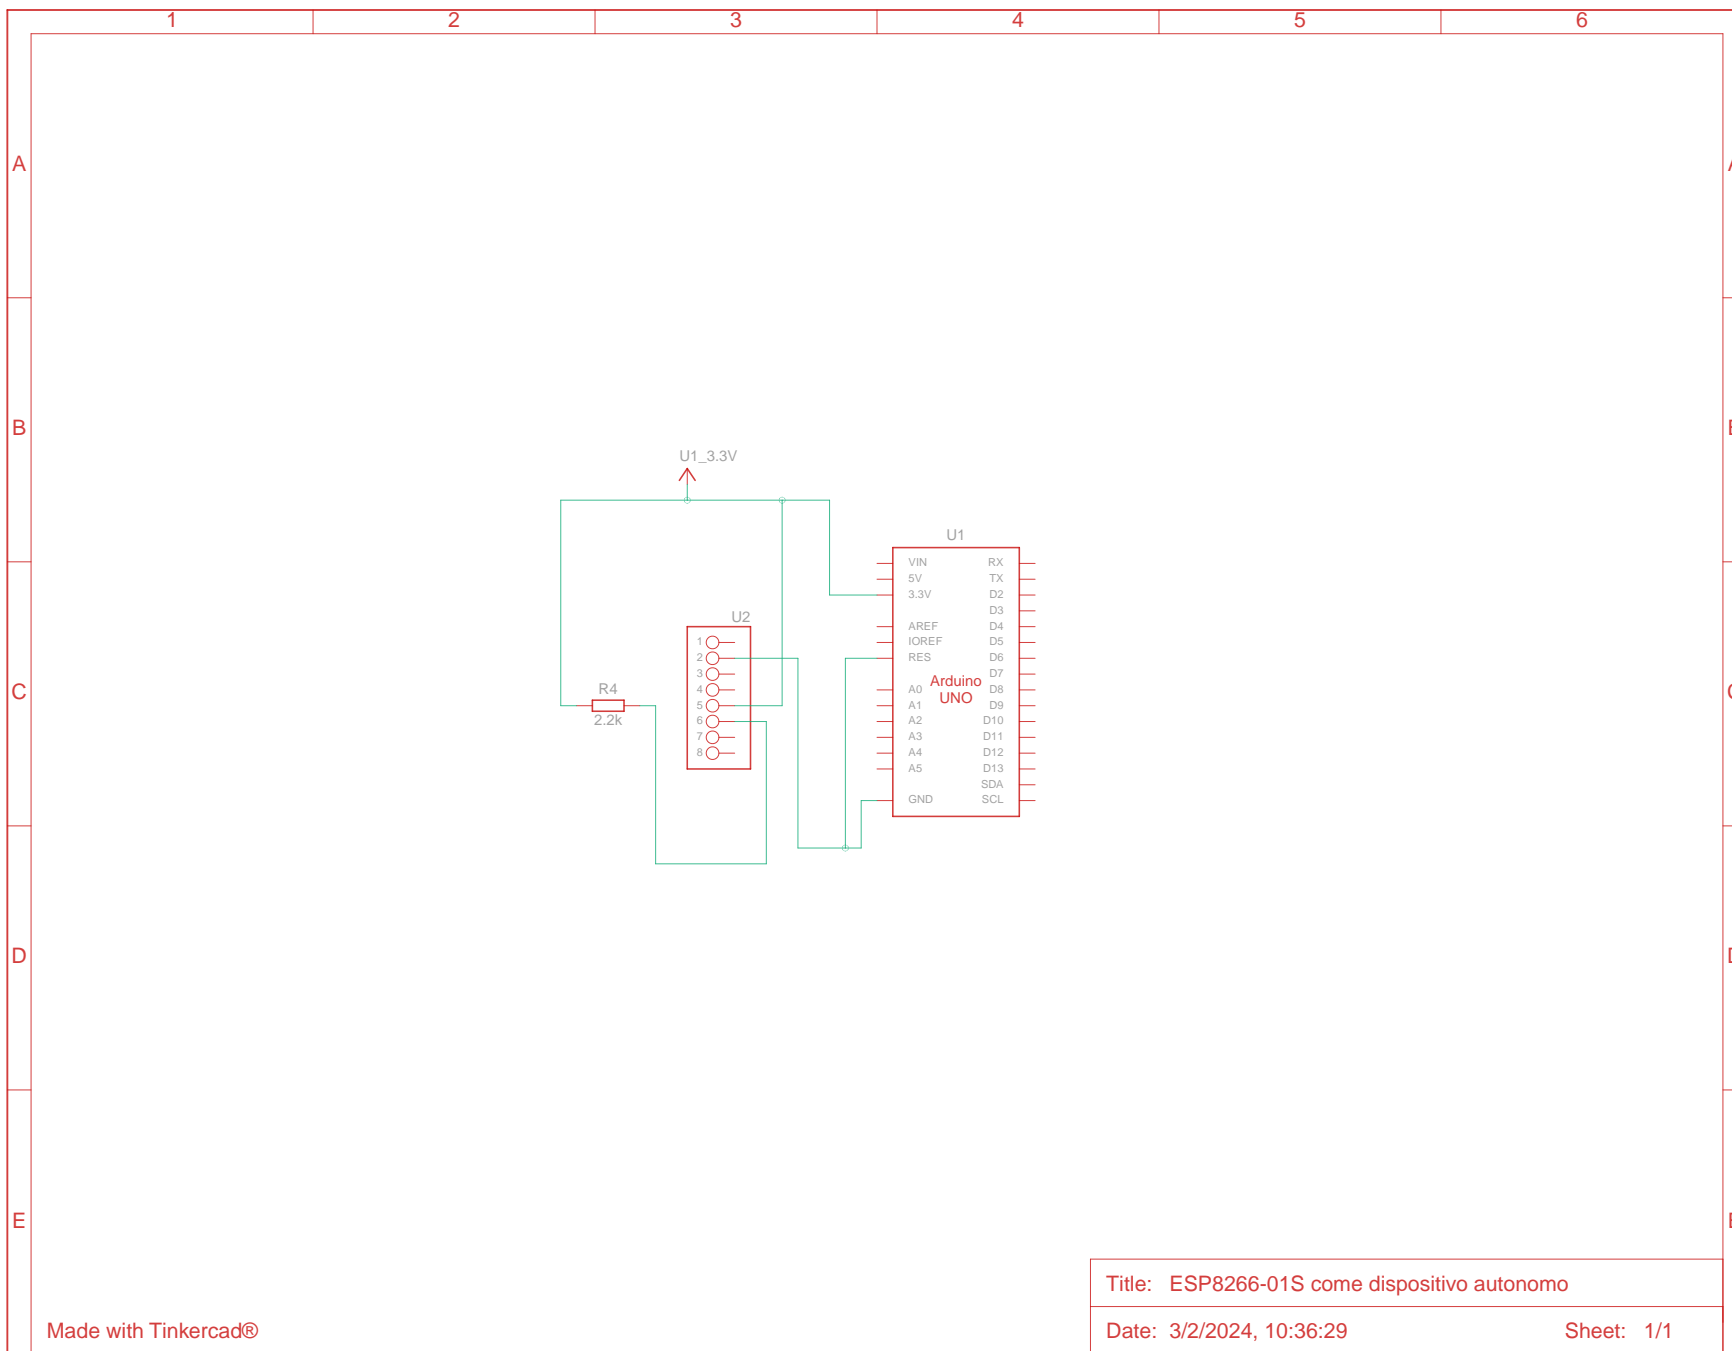 1 2 3 4 5 6
A
B
U1_3.3V
U1
VIN RX
5V TX
3.3V D2
D3
U2
AREF D4
1
IOREF D5
2
RES D6
3
D7
Arduino
UNO
4
A0 D8
C
R4
2.2k
5
A1 D9
6
A2 D10
7
A3 D11
8
A4 D12
A5 D13
SDA
GND SCL
D
E
Title: ESP8266-01S come dispositivo autonomo
Made with Tinkercad®
Date: 3/2/2024, 10:36:29 Sheet: 1/1